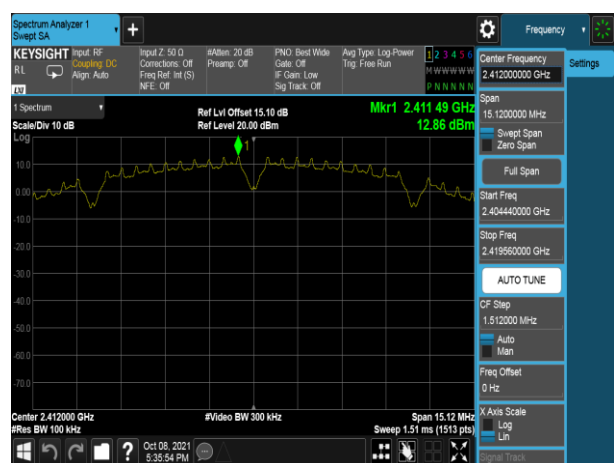 Spectrum Analyzer 1
Swept SA
+
Frequency
KEYSIGHT
RL
LXI
Input: RF
Coupling: DC
Align: Auto
Input Z: 50 Ω
Corrections: Off
Freq Ref: Int (S)
NFE: Off
#Atten: 20 dB
Preamp: Off
PNO: Best Wide
Gate: Off
IF Gain: Low
Sig Track: Off
Avg Type: Log-Power
Trig: Free Run
1 2 3 4 5 6
M W W W W W
P N N N N N
Center Frequency
2.412000000 GHz
Settings
Span
15.1200000 MHz
Swept Span
Zero Span
Full Span
Start Freq
2.404440000 GHz
Stop Freq
2.419560000 GHz
AUTO TUNE
CF Step
1.512000 MHz
Auto
Man
Freq Offset
0 Hz
X Axis Scale
Log
Lin
Signal Track
1 Spectrum
Scale/Div 10 dB
Ref Lvl Offset 15.10 dB
Ref Level 20.00 dBm
Mkr1 2.411 49 GHz
12.86 dBm
Log
1
10.0
0.00
-10.0
-20.0
-30.0
-40.0
-50.0
-60.0
-70.0
Center 2.412000 GHz
#Res BW 100 kHz
#Video BW 300 kHz
Span 15.12 MHz
Sweep 1.51 ms (1513 pts)
?
Oct 08, 2021
5:35:54 PM